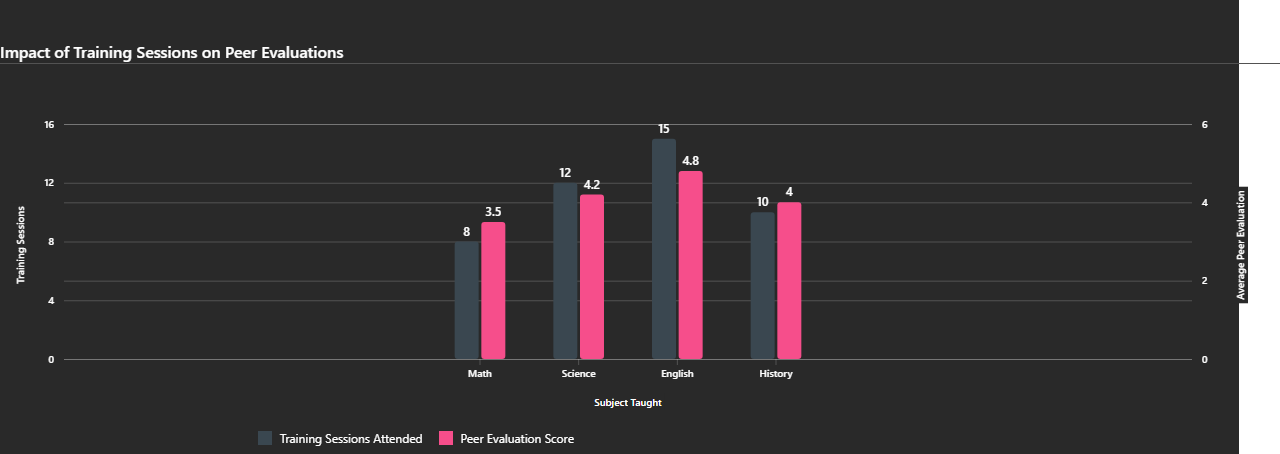 Impact of Training Sessions on Peer Evaluations
16
12
8
4
0
Training Sessions
6
4
2
0
Average Peer Evaluation
8
3.5
12
4.2
15
4.8
10
4
Math
Science
English
History
Subject Taught
Training Sessions Attended
Peer Evaluation Score